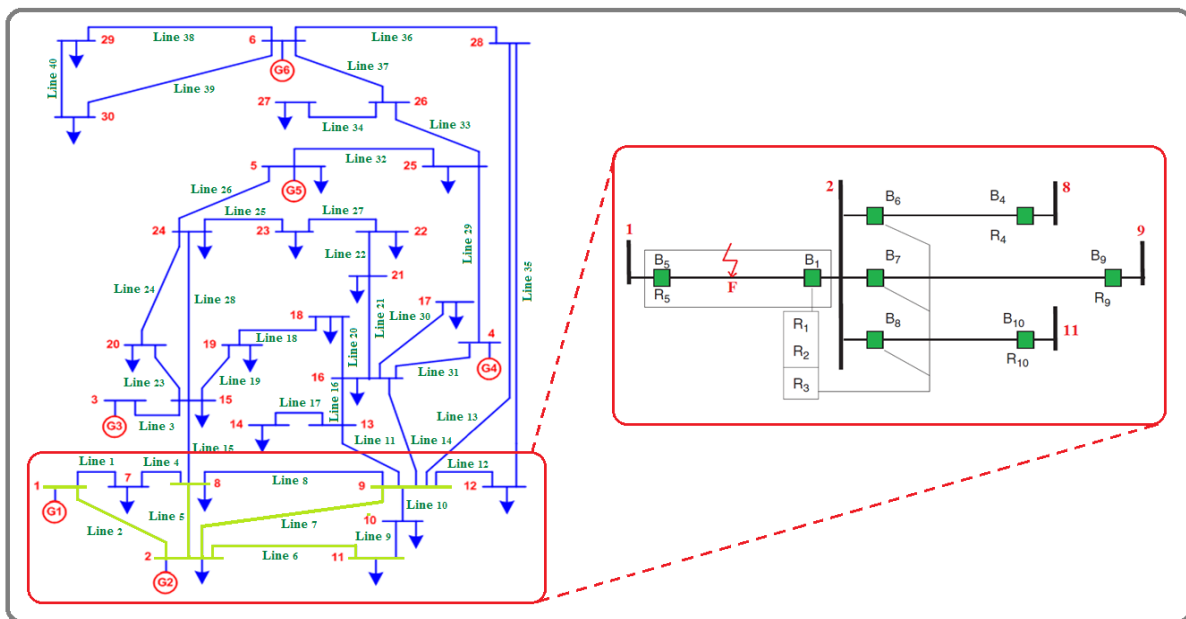 29
Line 38
6
Line 36
28
G6
Line 37
Line 40
Line 39
27
26
30
Line 34
Line 33
5
Line 32
25
G5
Line 26
Line 25
Line 27
24
23
22
Line 22
Line 29
Line 35
21
Line 24
Line 28
17
Line 21
Line 30
18
Line 18
Line 20
4
20
19
16
Line 31
G4
Line 23
Line 19
Line 16
3
15
Line 17
Line 13
G3
Line 3
14
13
Line 11
Line 14
Line 15
Line 1
Line 4
Line 12
7
8
Line 8
9
12
1
G1
Line 5
Line 10
Line 2
Line 7
10
Line 9
2
Line 6
11
G2
2
B6
B4
8
R4
1
9
B5
B1
B7
B9
R5
F
R9
B8
B10
11
R1
R2
R10
R3